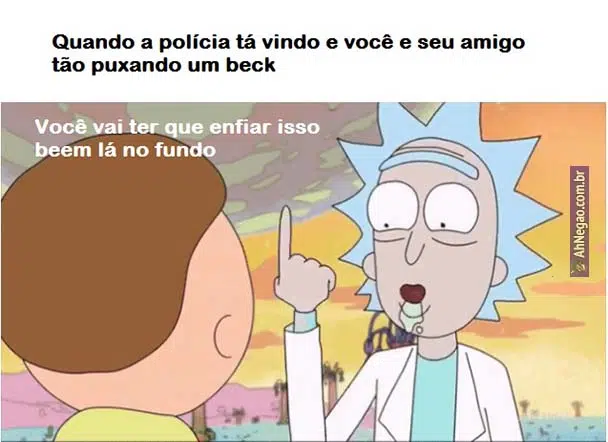 Quando a polícia tá vindo e você e seu amigo
tão puxando um beck
Você vai ter que enfiar isso
beem lá no fundo
AhNegao.com.br